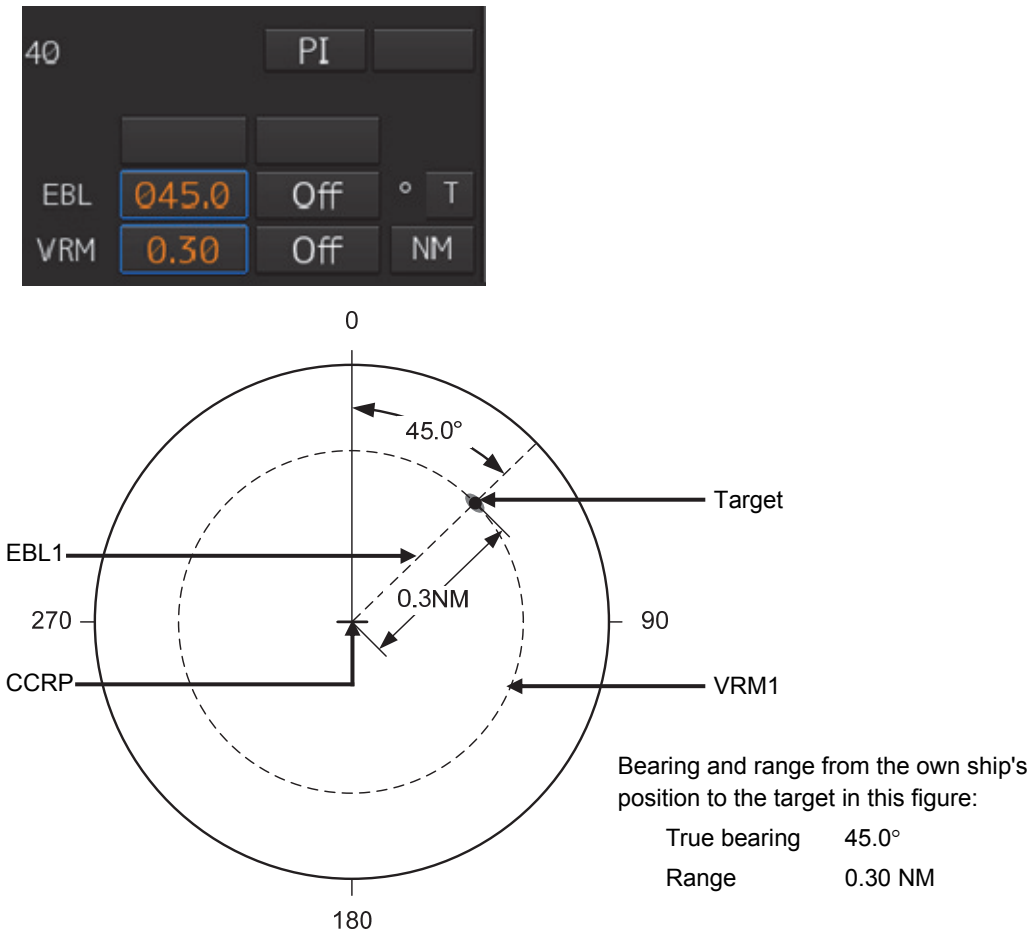 40 PI
EBL 045.0 Off ° T
VRM 0.30 Off NM
0
45.0°
Target
EBL1
0.3NM
270
90
CCRP
VRM1
Bearing and range from the own ship's
position to the target in this figure:
True bearing 45.0°
Range 0.30 NM
180